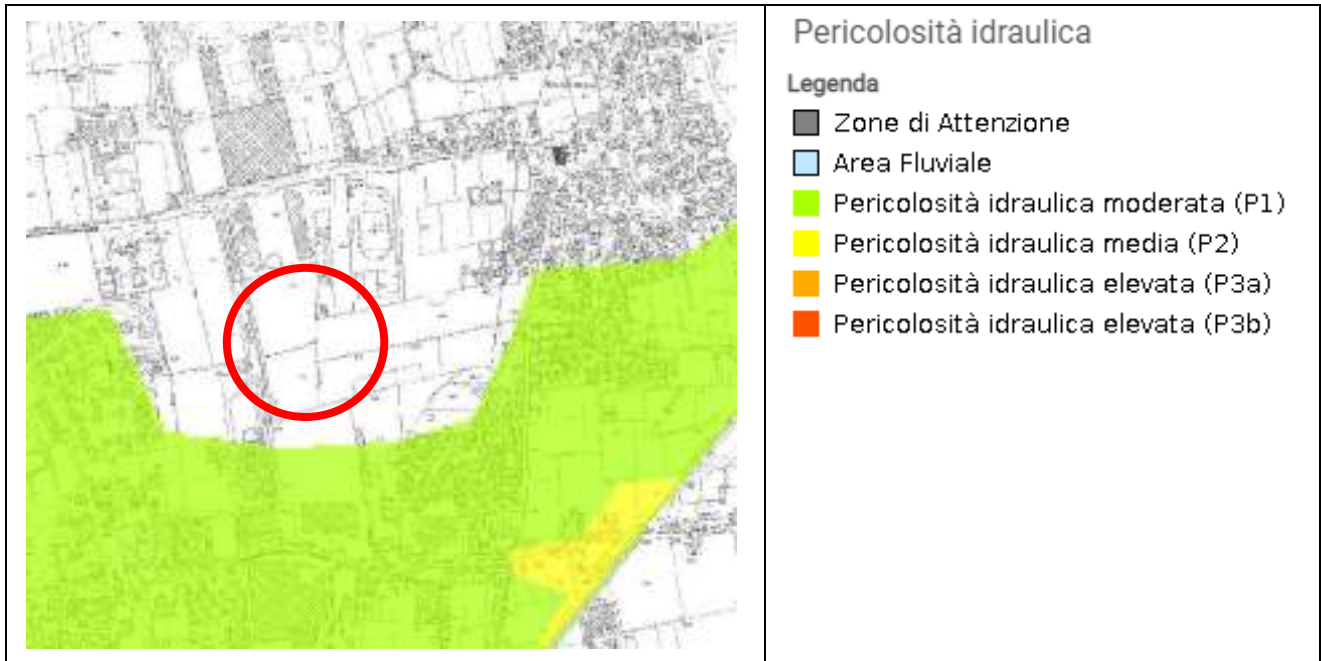 Pericolosità idraulica
Legenda
Zone di Attenzione
Area Fluviale
Pericolosità idraulica moderata (P1)
Pericolosità idraulica media (P2)
Pericolosità idraulica elevata (P3a)
Pericolosità idraulica elevata (P3b)